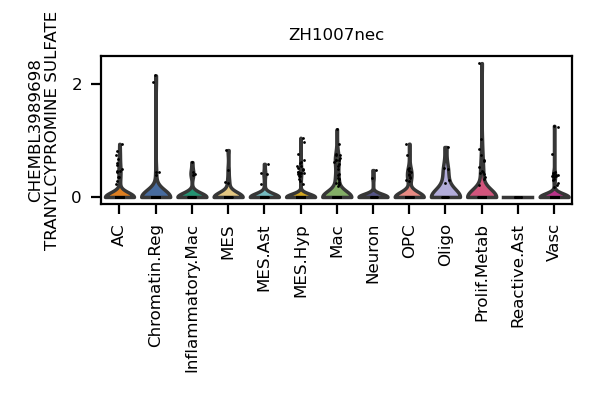 ZH1007nec
CHEMBL3989698
TRANYLCYPROMINE SULFATE
2
0
AC
Chromatin.Reg
Inflammatory.Mac
MES
MES.Ast
MES.Hyp
Mac
Neuron
OPC
Oligo
Prolif.Metab
Reactive.Ast
Vasc